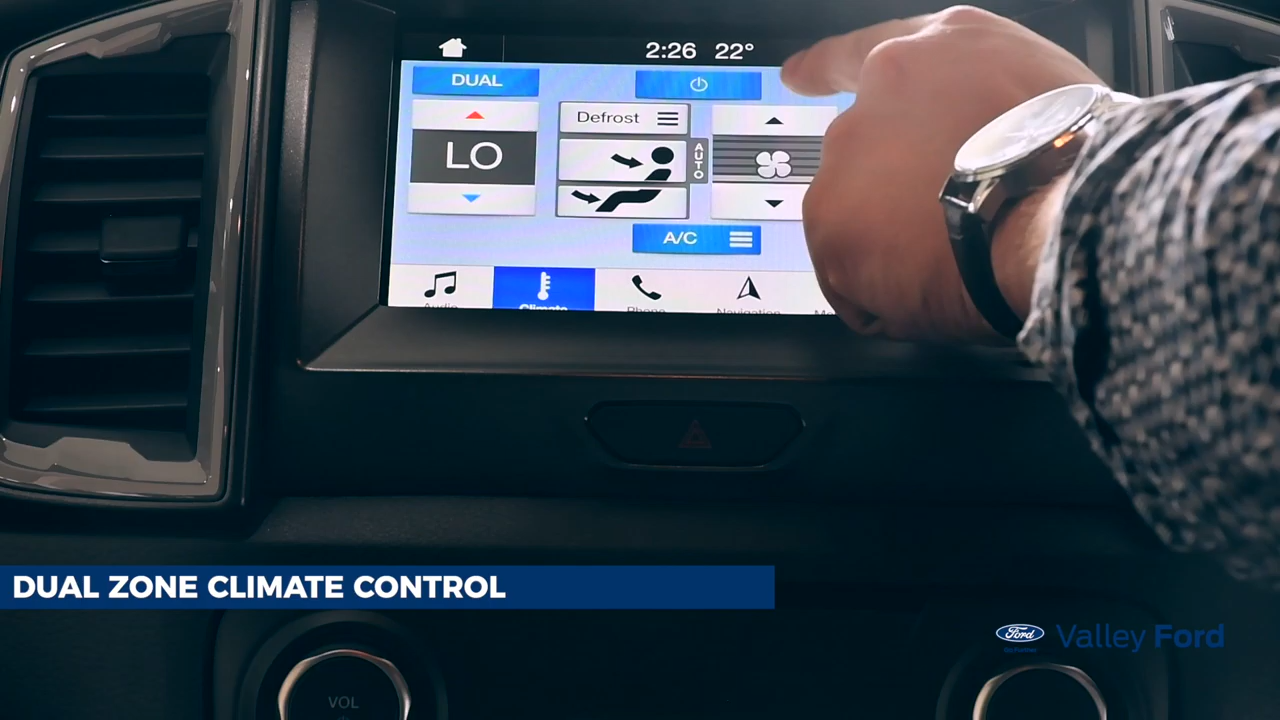 2:26 22°
DUAL
Defrost
LO
AUTO
A/C
Audio
Climate
Phone
Navigation
DUAL ZONE CLIMATE CONTROL
Ford
Valley Ford
VOL